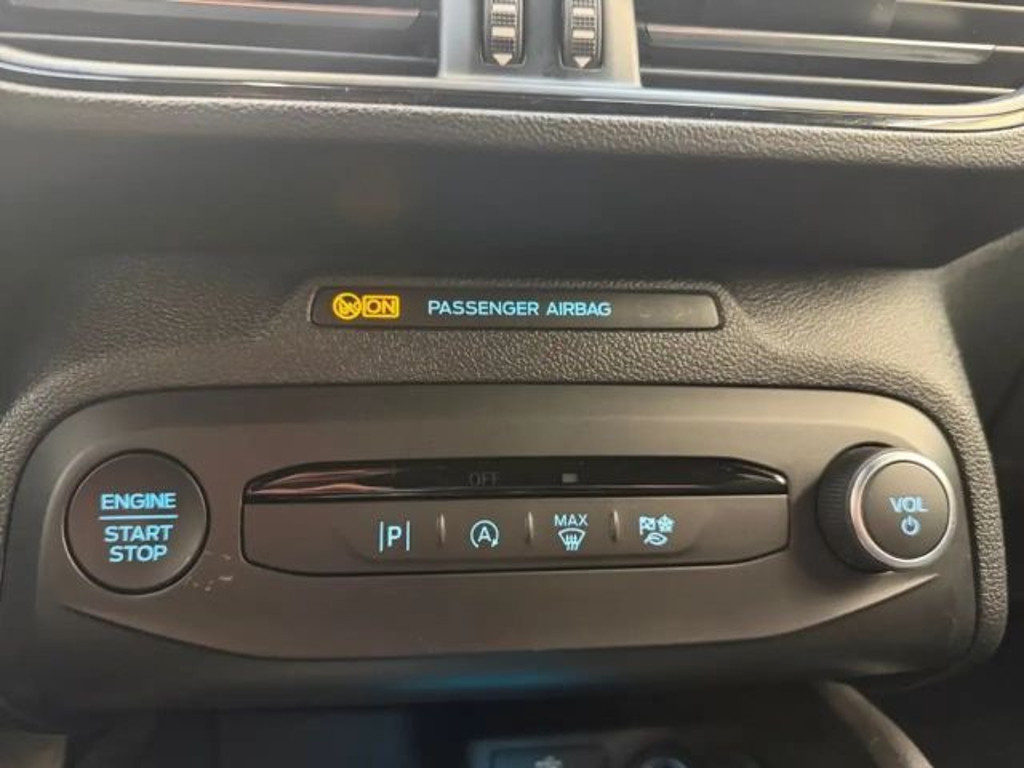 ON PASSENGER AIRBAG
OFF
ENGINE
START
STOP
P
A
MAX
VOL